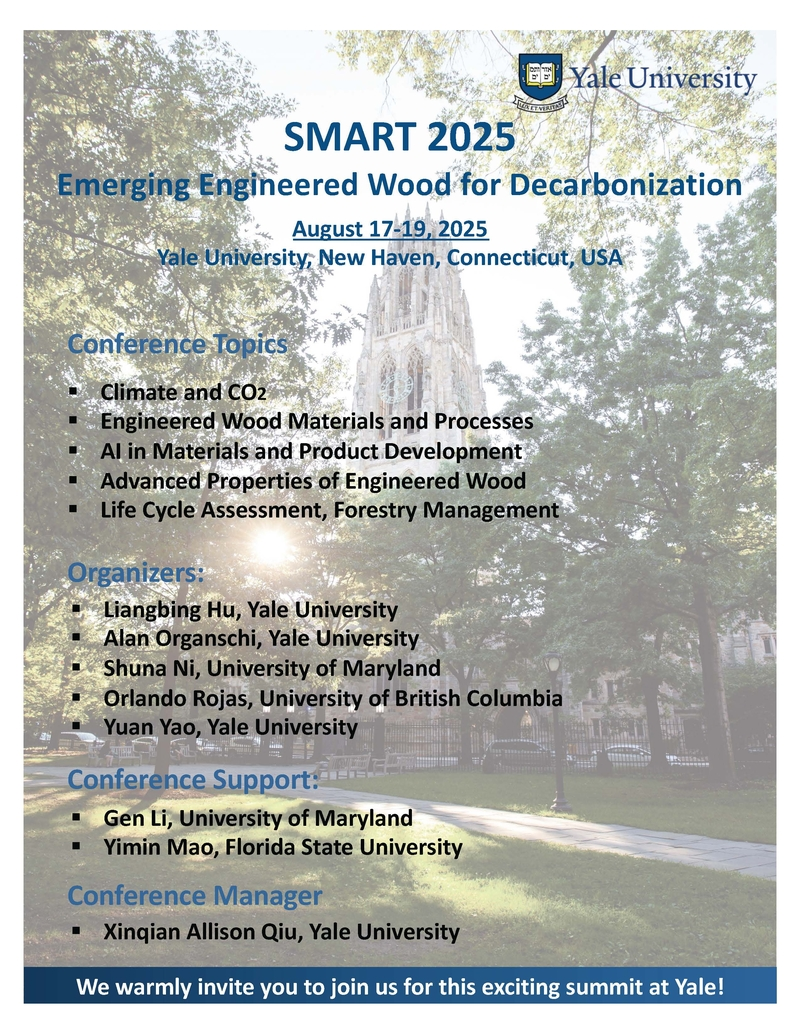 Yale University
LUX ET VERITAS
SMART 2025
Emerging Engineered Wood for Decarbonization
August 17-19, 2025
Yale University, New Haven, Connecticut, USA
Conference Topics
▪ Climate and CO2
▪ Engineered Wood Materials and Processes
▪ AI in Materials and Product Development
▪ Advanced Properties of Engineered Wood
▪ Life Cycle Assessment, Forestry Management
Organizers:
▪ Liangbing Hu, Yale University
▪ Alan Organschi, Yale University
▪ Shuna Ni, University of Maryland
▪ Orlando Rojas, University of British Columbia
▪ Yuan Yao, Yale University
Conference Support:
▪ Gen Li, University of Maryland
▪ Yimin Mao, Florida State University
Conference Manager
▪ Xinqian Allison Qiu, Yale University
We warmly invite you to join us for this exciting summit at Yale!